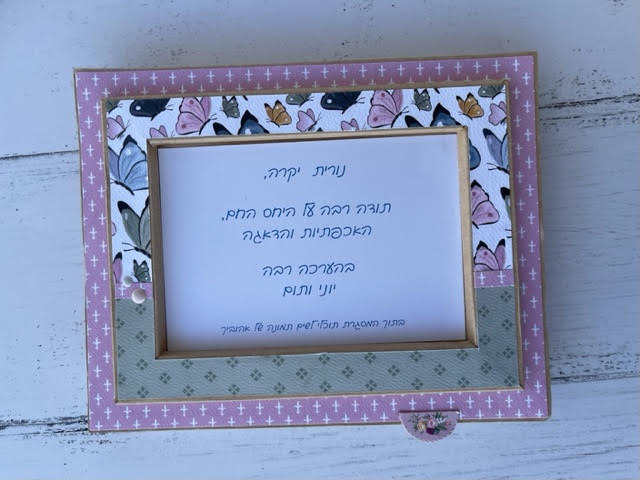 נורית יקרה,
תודה רבה על היחס החם,
האכפתיות והדאגה
בהערכה רבה
יוני ותום
בתוך המסגרת תוכלי לשים תמונה של אהוביך